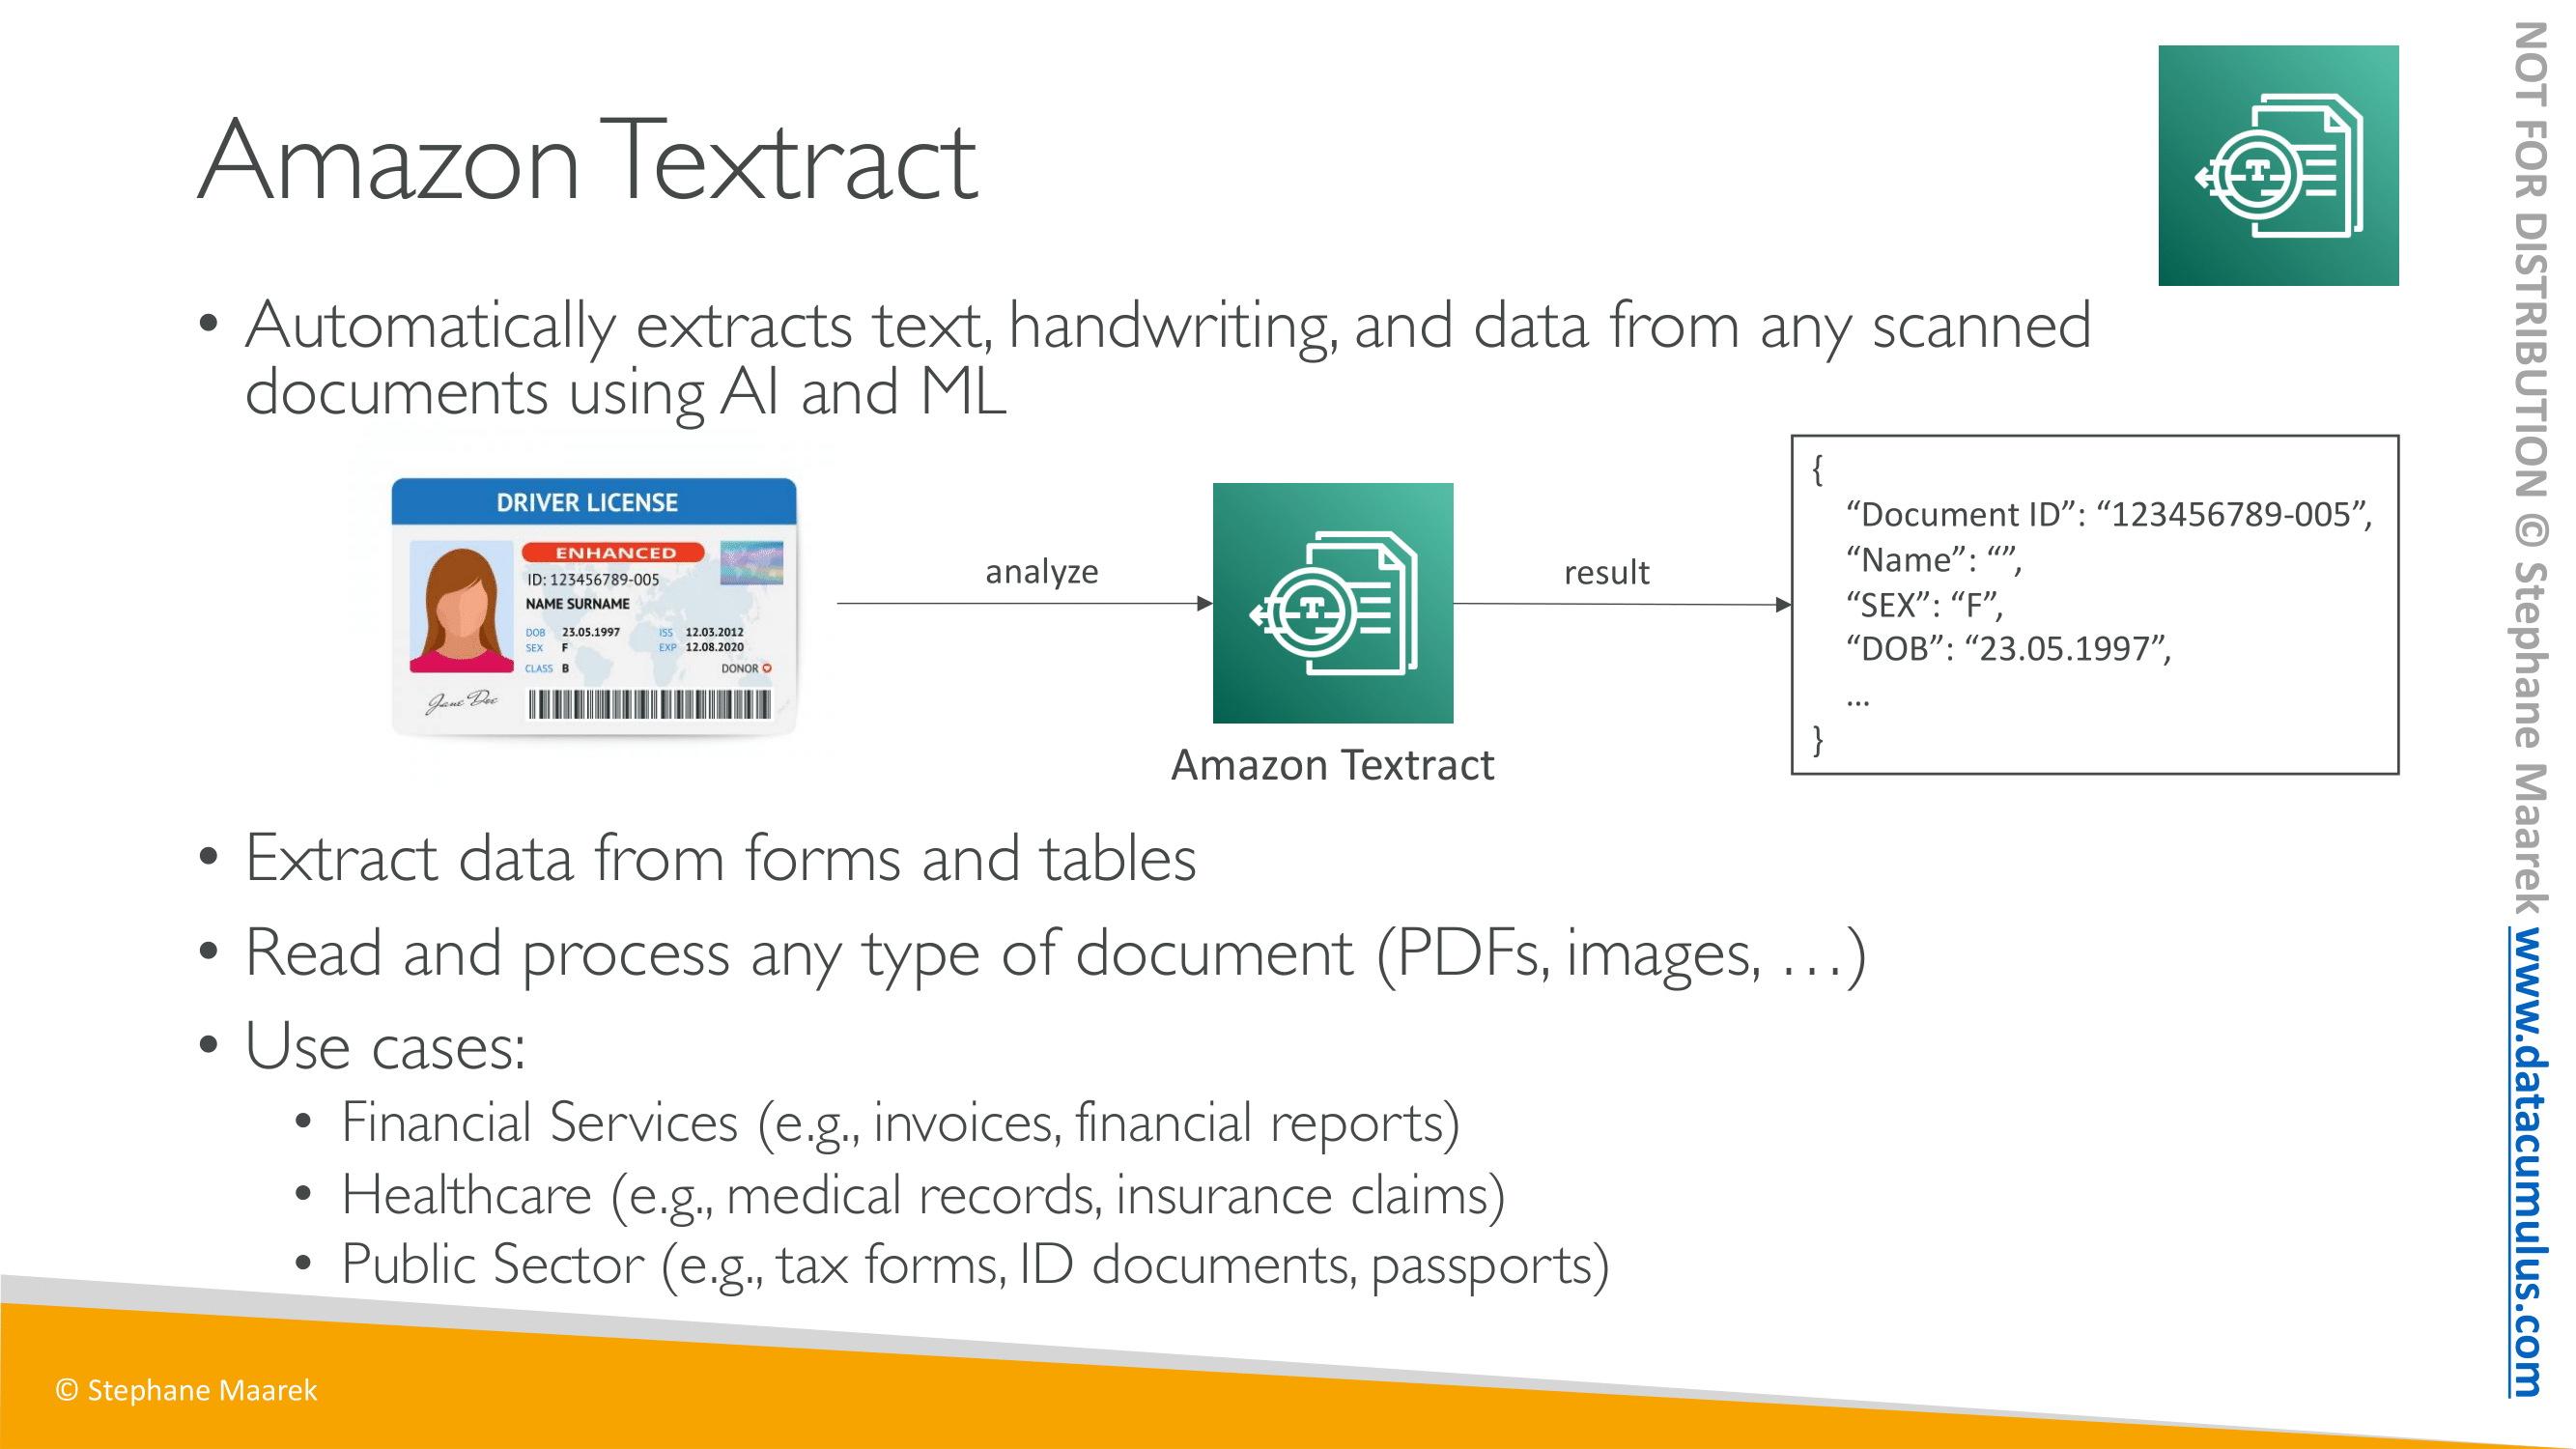 Amazon Textract
• Automatically extracts text, handwriting, and data from any scanned
documents using AI and ML
DRIVER LICENSE
ENHANCED
ID: 123456789-005
NAME SURNAME
DOB 23.05.1997 ISS 12.03.2012
SEX F EXP 12.08.2020
CLASS B DONOR
Jane Doe
analyze
T
Amazon Textract
result
{
“Document ID”: “123456789-005”,
“Name”: “”,
“SEX”: “F”,
“DOB”: “23.05.1997”,
...
}
• Extract data from forms and tables
• Read and process any type of document (PDFs, images, …)
• Use cases:
• Financial Services (e.g., invoices, financial reports)
• Healthcare (e.g., medical records, insurance claims)
• Public Sector (e.g., tax forms, ID documents, passports)
© Stephane Maarek
NOT FOR DISTRIBUTION © Stephane Maarek www.datacumulus.com